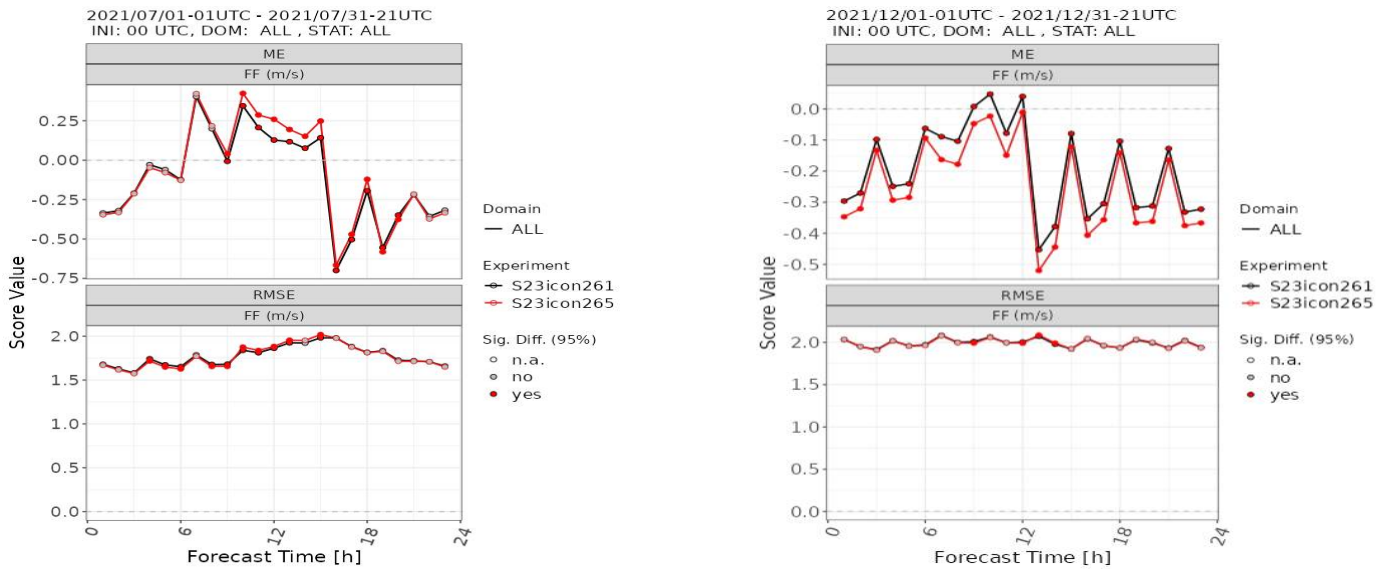 2021/07/01-01UTC - 2021/07/31-21UTC
INI: 00 UTC, DOM: ALL , STAT: ALL
ME
FF (m/s)
0.25
0.00
-0.25
-0.50
-0.75
RMSE
FF (m/s)
2.0
1.5
1.0
0.5
0.0
0
6
12
18
24
Score Value
Forecast Time [h]
Domain
ALL
Experiment
S23icon261
S23icon265
Sig. Diff. (95%)
n.a.
no
yes
2021/12/01-01UTC - 2021/12/31-21UTC
INI: 00 UTC, DOM: ALL , STAT: ALL
ME
FF (m/s)
0.0
-0.1
-0.2
-0.3
-0.4
-0.5
RMSE
FF (m/s)
2.0
1.5
1.0
0.5
0.0
0
6
12
18
24
Score Value
Forecast Time [h]
Domain
ALL
Experiment
S23icon261
S23icon265
Sig. Diff. (95%)
n.a.
no
yes